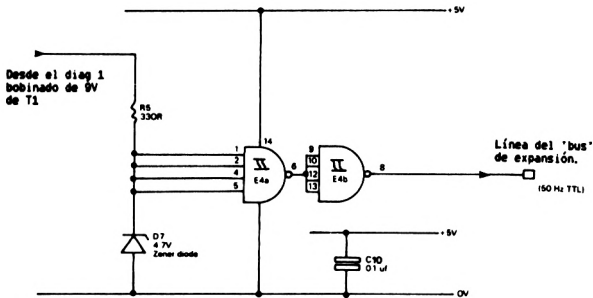 +5V
Desde el diag 1
bobinado de 9V
de T1
R5
330R
1
2
4
5
14
E4a
6
9
10
12
13
E4b
8
Línea del "bus"
de expansión.
(50 Hz TTL)
D7
4 7V
Zener diode
+5V
C10
01 uf
0V